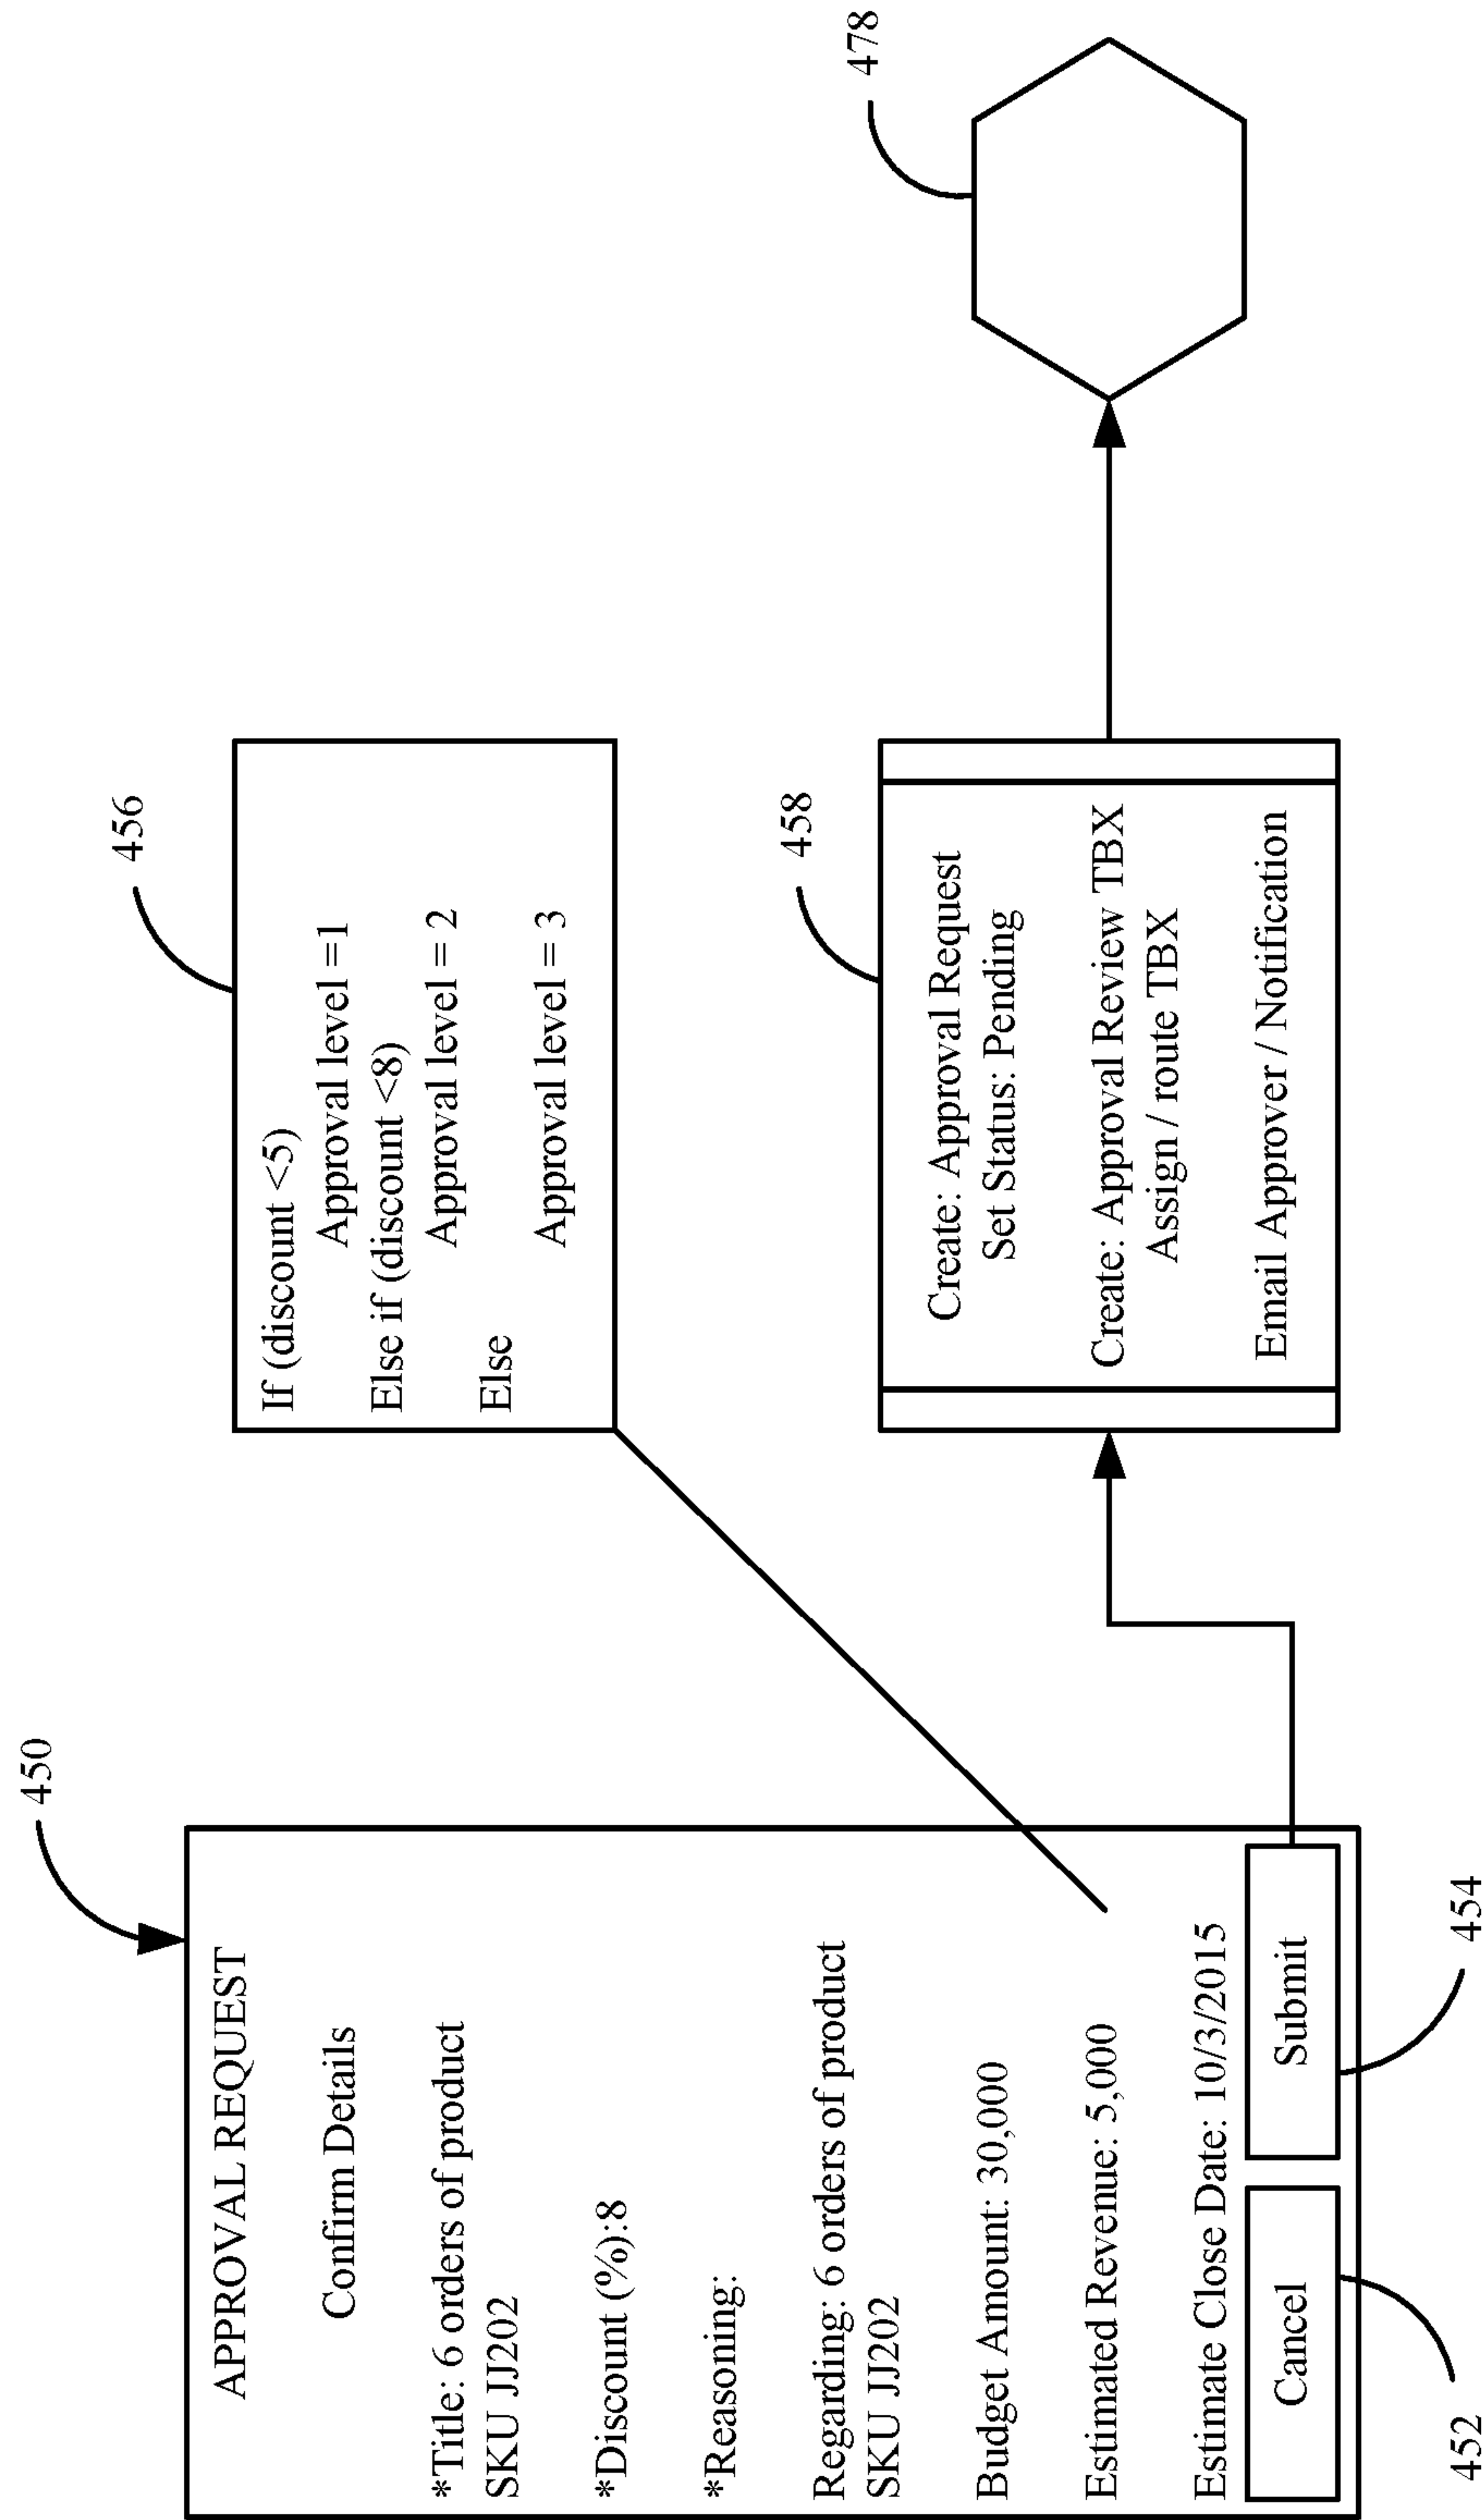 450
APPROVAL REQUEST
Confirm Details
*Title: 6 orders of product
SKU JJ202
*Discount (%):8
*Reasoning:
Regarding: 6 orders of product
SKU JJ202
Budget Amount: 30,000
Estimated Revenue: 5,000
Estimate Close Date: 10/3/2015
Cancel
Submit
452
454
456
If (discount <5)
Approval level =1
Else if (discount <8)
Approval level = 2
Else
Approval level = 3
458
Create: Approval Request
Set Status: Pending
Create: Approval Review TBX
Assign / route TBX
Email Approver / Notification
478